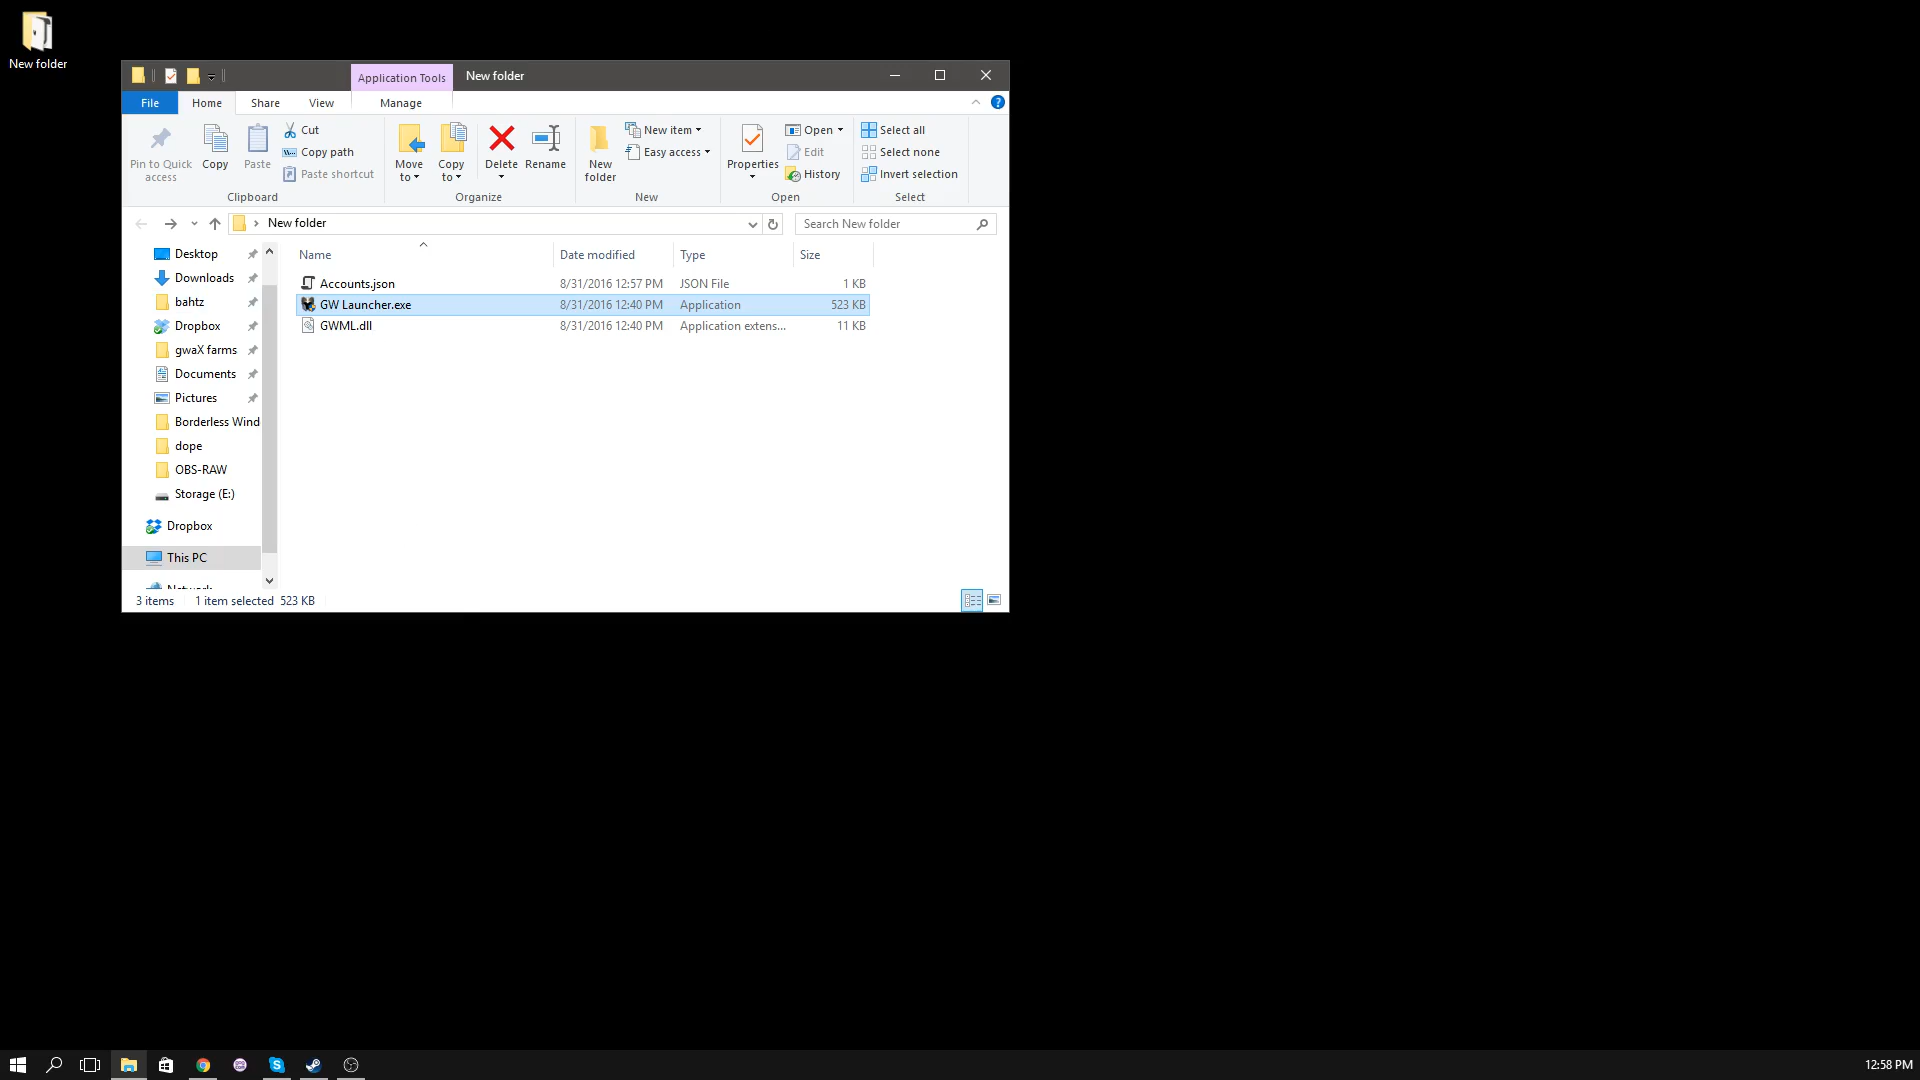 New folder
Application Tools
New folder
File
Home
Share
View
Manage
Pin to Quick
access
Copy
Paste
Cut
Copy path
Paste shortcut
Clipboard
Move
to
Copy
to
Delete
Rename
Organize
New
folder
New item
Easy access
New
Properties
Open
Edit
History
Open
Select all
Select none
Invert selection
Select
New folder
Search New folder
Desktop
Downloads
bahtz
Dropbox
gwaX farms
Documents
Pictures
Borderless Wind
dope
OBS-RAW
Storage (E:)
Dropbox
This PC
Network
Name Date modified Type Size
Accounts.json 8/31/2016 12:57 PM JSON File 1 KB
GW Launcher.exe 8/31/2016 12:40 PM Application 523 KB
GWML.dll 8/31/2016 12:40 PM Application extens... 11 KB
3 items 1 item selected 523 KB
12:58 PM